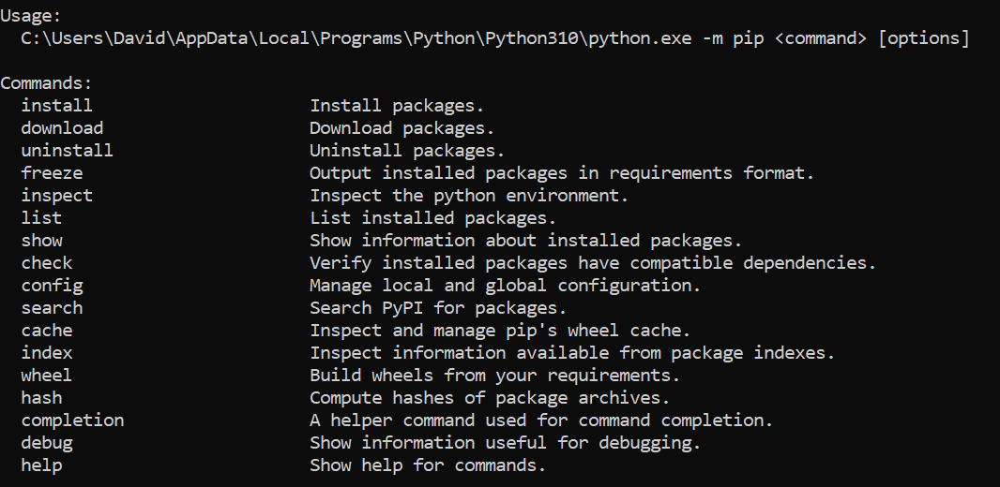 Usage:
  C:\Users\David\AppData\Local\Programs\Python\Python310\python.exe -m pip <command> [options]

Commands:
  install                     Install packages.
  download                    Download packages.
  uninstall                   Uninstall packages.
  freeze                      Output installed packages in requirements format.
  inspect                     Inspect the python environment.
  list                        List installed packages.
  show                        Show information about installed packages.
  check                       Verify installed packages have compatible dependencies.
  config                      Manage local and global configuration.
  search                      Search PyPI for packages.
  cache                       Inspect and manage pip's wheel cache.
  index                       Inspect information available from package indexes.
  wheel                       Build wheels from your requirements.
  hash                        Compute hashes of package archives.
  completion                  A helper command used for command completion.
  debug                       Show information useful for debugging.
  help                        Show help for commands.